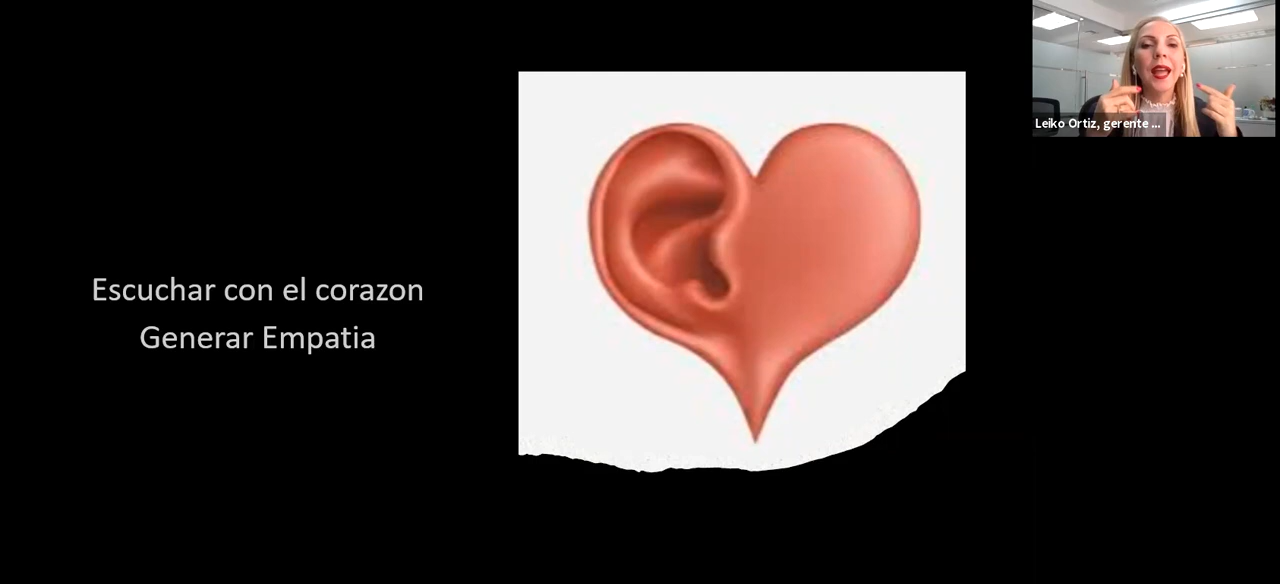 Escuchar con el corazon
Generar Empatia
Leiko Ortiz, gerente ...